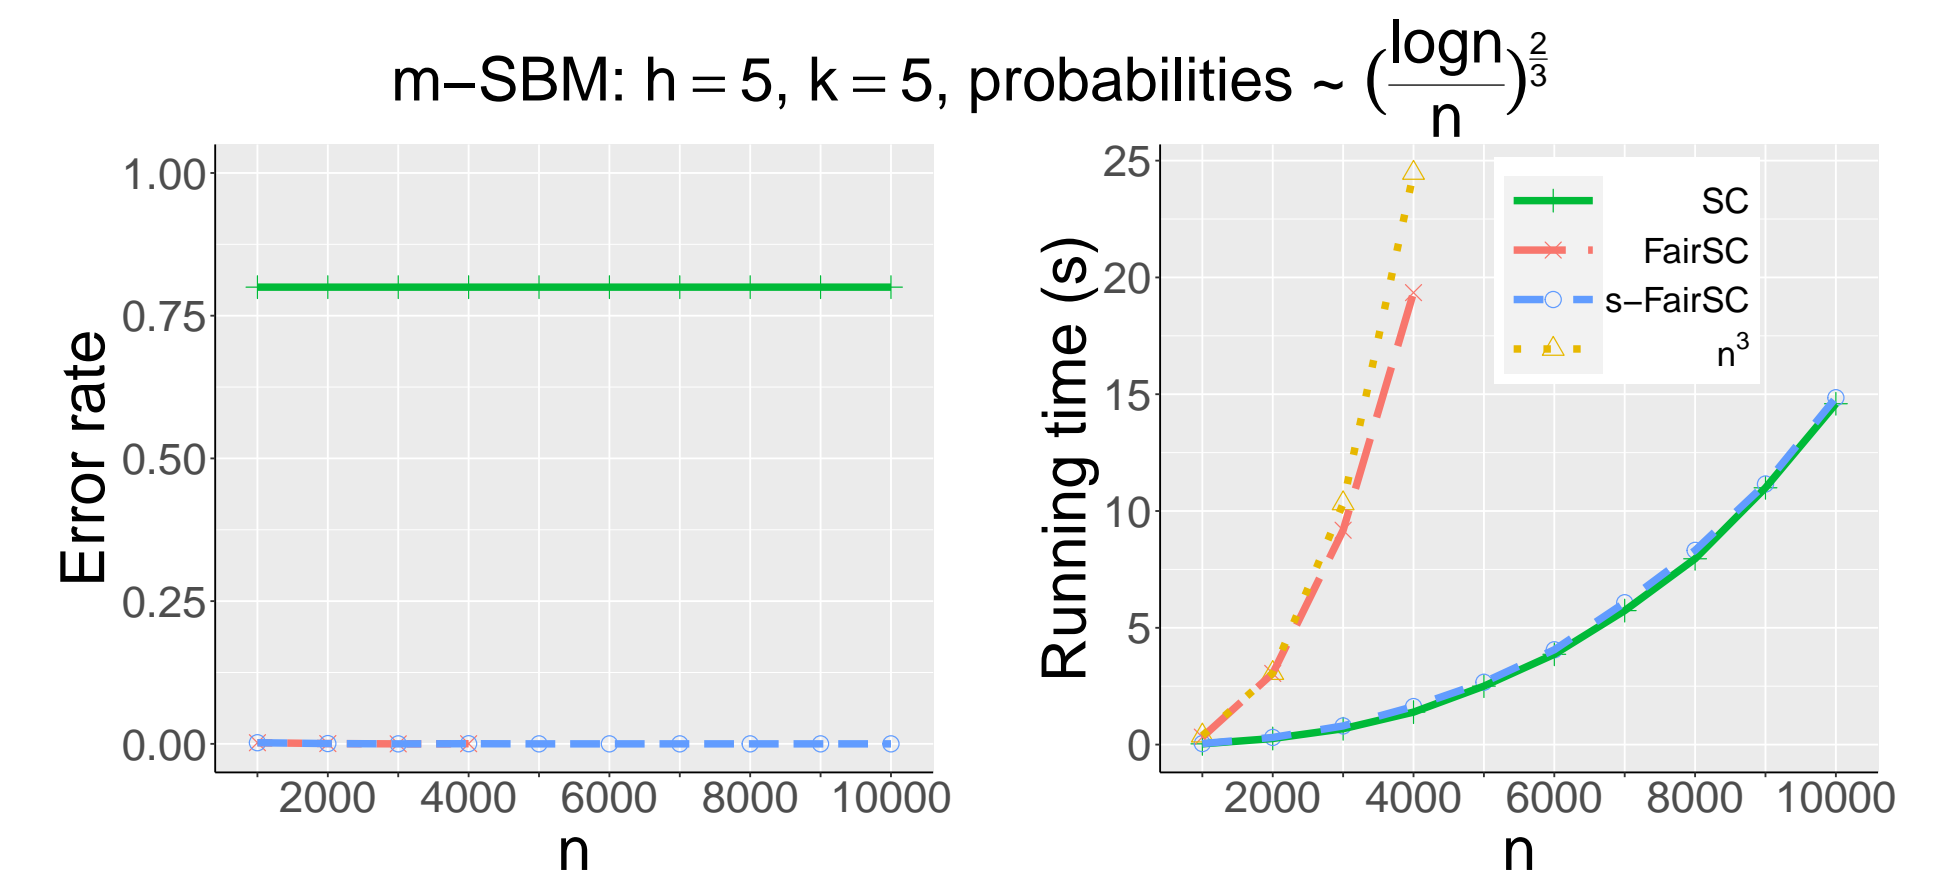 m−SBM: h = 5, k = 5, probabilities ~ (logn/n)^2/3
Error rate
1.00
0.75
0.50
0.25
0.00
2000 4000 6000 8000 10000
n
Running time (s)
25
20
15
10
5
0
2000 4000 6000 8000 10000
n
SC
FairSC
s−FairSC
n³